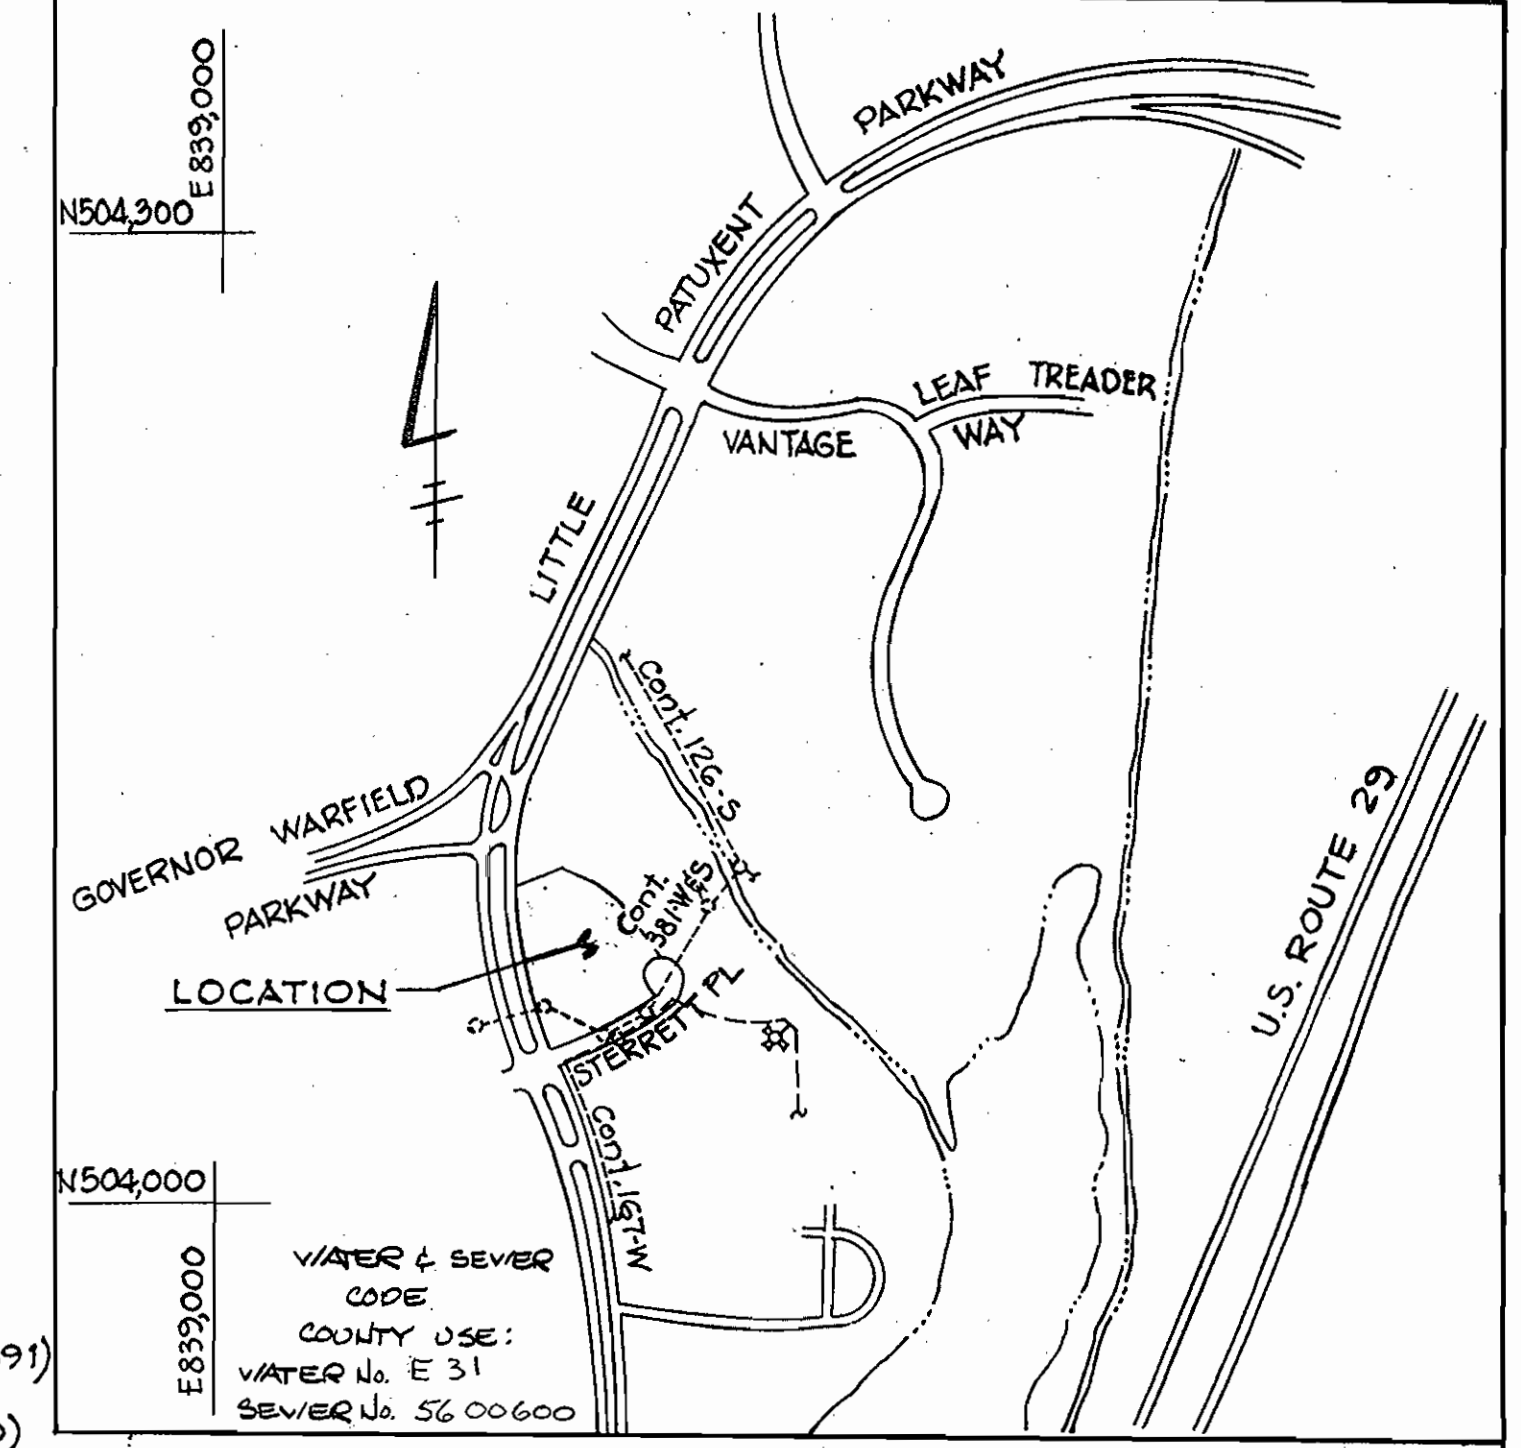 E839,000
N504,300
PARKWAY
PATUXENT
LITTLE
LEAF TREADER
WAY
VANTAGE
Cont. 126-S
GOVERNOR WARFIELD
PARKWAY
Cont.
381-W&S
LOCATION
STERRETT PL
U.S. ROUTE 29
Cont. 167-W
N504,000
E839,000
WATER & SEWER
CODE
COUNTY USE:
WATER No. E 31
SEWER No. 5600600
91)